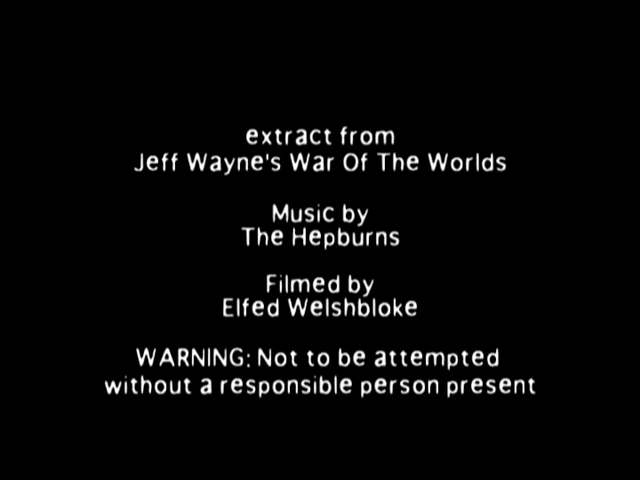 extract from
Jeff Wayne's War Of The Worlds
Music by
The Hepburns
Filmed by
Elfed Welshbloke
WARNING: Not to be attempted
without a responsible person present